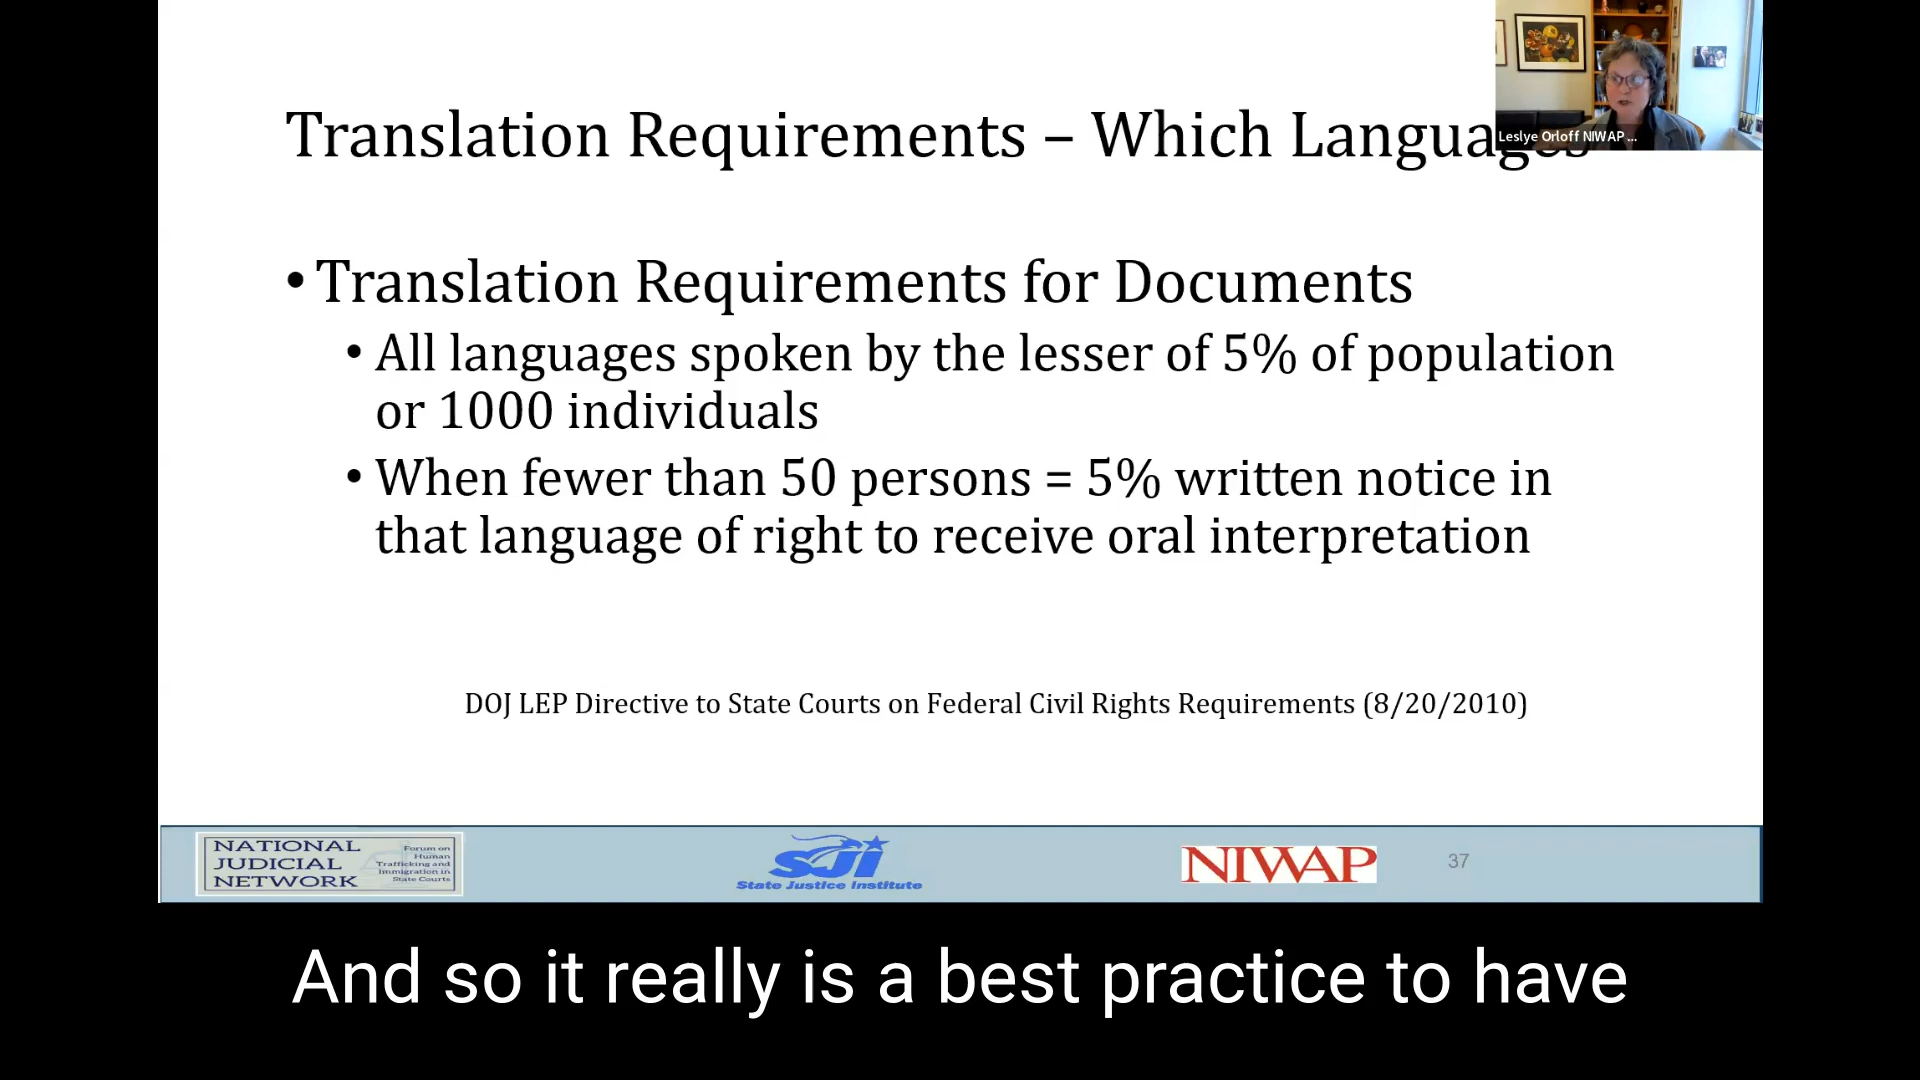 Translation Requirements – Which Languages
Leslye Orloff NIWAP ...
• Translation Requirements for Documents
• All languages spoken by the lesser of 5% of population
or 1000 individuals
• When fewer than 50 persons = 5% written notice in
that language of right to receive oral interpretation
DOJ LEP Directive to State Courts on Federal Civil Rights Requirements (8/20/2010)
NATIONAL
JUDICIAL
NETWORK
Forum on
Human
Trafficking and
Immigration in
State Courts
SJI
State Justice Institute
NIWAP
37
And so it really is a best practice to have